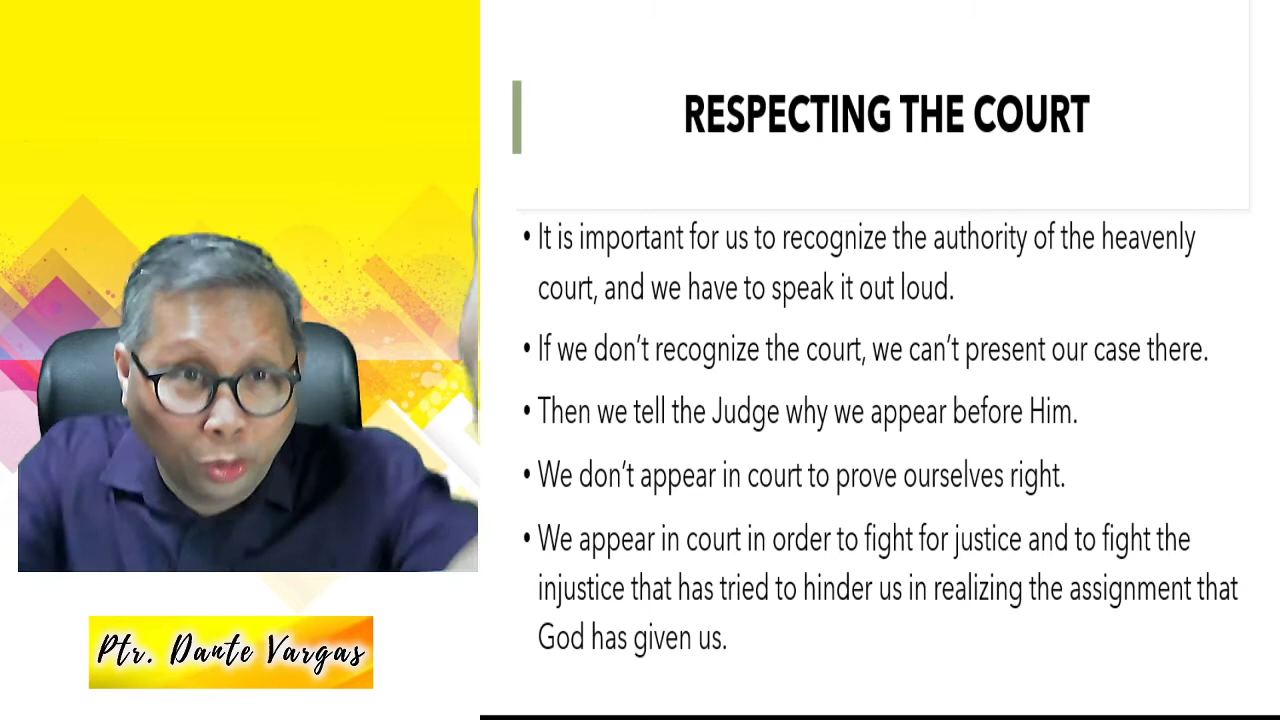 RESPECTING THE COURT
• It is important for us to recognize the authority of the heavenly
court, and we have to speak it out loud.
• If we don’t recognize the court, we can’t present our case there.
• Then we tell the Judge why we appear before Him.
• We don’t appear in court to prove ourselves right.
• We appear in court in order to fight for justice and to fight the
injustice that has tried to hinder us in realizing the assignment that
God has given us.
Ptr. Dante Vargas